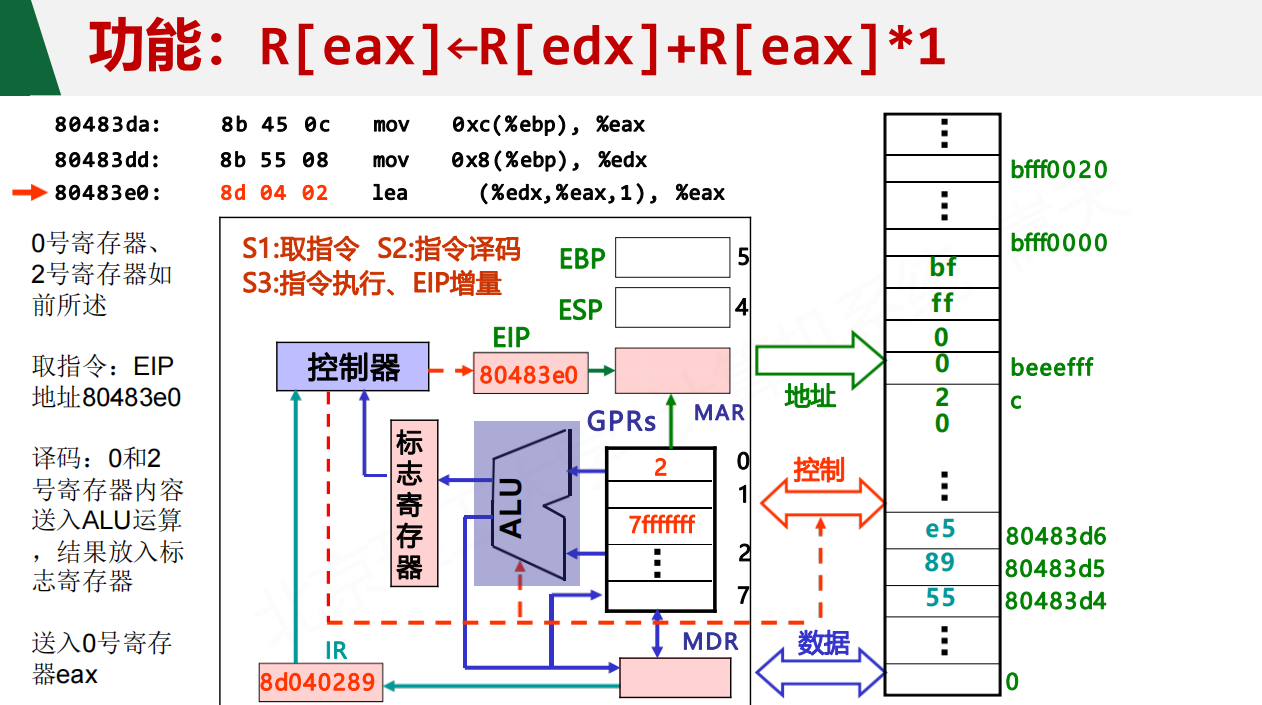 功能：R[eax]←R[edx]+R[eax]*1
80483da: 8b 45 0c mov 0xc(%ebp), %eax
80483dd: 8b 55 08 mov 0x8(%ebp), %edx
80483e0: 8d 04 02 lea (%edx,%eax,1), %eax
0号寄存器、
2号寄存器如
前所述
取指令：EIP
地址80483e0
译码：0和2
号寄存器内容
送入ALU运算
，结果放入标
志寄存器
送入0号寄存
器eax
S1:取指令 S2:指令译码
S3:指令执行、EIP增量
EBP
5
ESP
4
EIP
控制器
80483e0
MAR
GPRs
标
志
寄
存
器
ALU
2
0
1
7fffffff
2
⋮
7
MDR
IR
8d040289
地址
控制
数据
⋮
bfff0020
⋮
bfff0000
bf
ff
0
0
beeefff
c
2
0
⋮
e5
80483d6
89
80483d5
55
80483d4
⋮
0